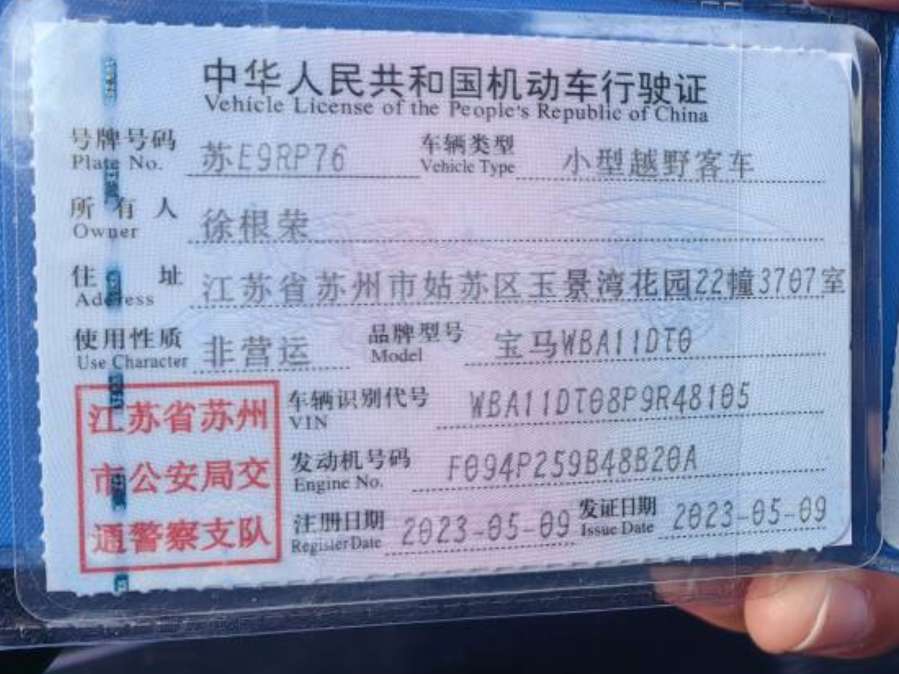 中华人民共和国机动车行驶证
Vehicle License of the People's Republic of China
号牌号码 苏E9RP76 车辆类型 小型越野客车
Plate No. Vehicle Type
所有人 徐根荣
Owner
住址 江苏省苏州市姑苏区玉景湾花园22幢3707室
Address
使用性质 非营运 品牌型号 宝马WBA11DT0
Use Character Model
江苏省苏州
市公安局交
通警察支队
车辆识别代号 WBA11DT08P9R48105
VIN
发动机号码 F094P259B48B20A
Engine No.
注册日期 2023-05-09 发证日期 2023-05-09
Register Date Issue Date